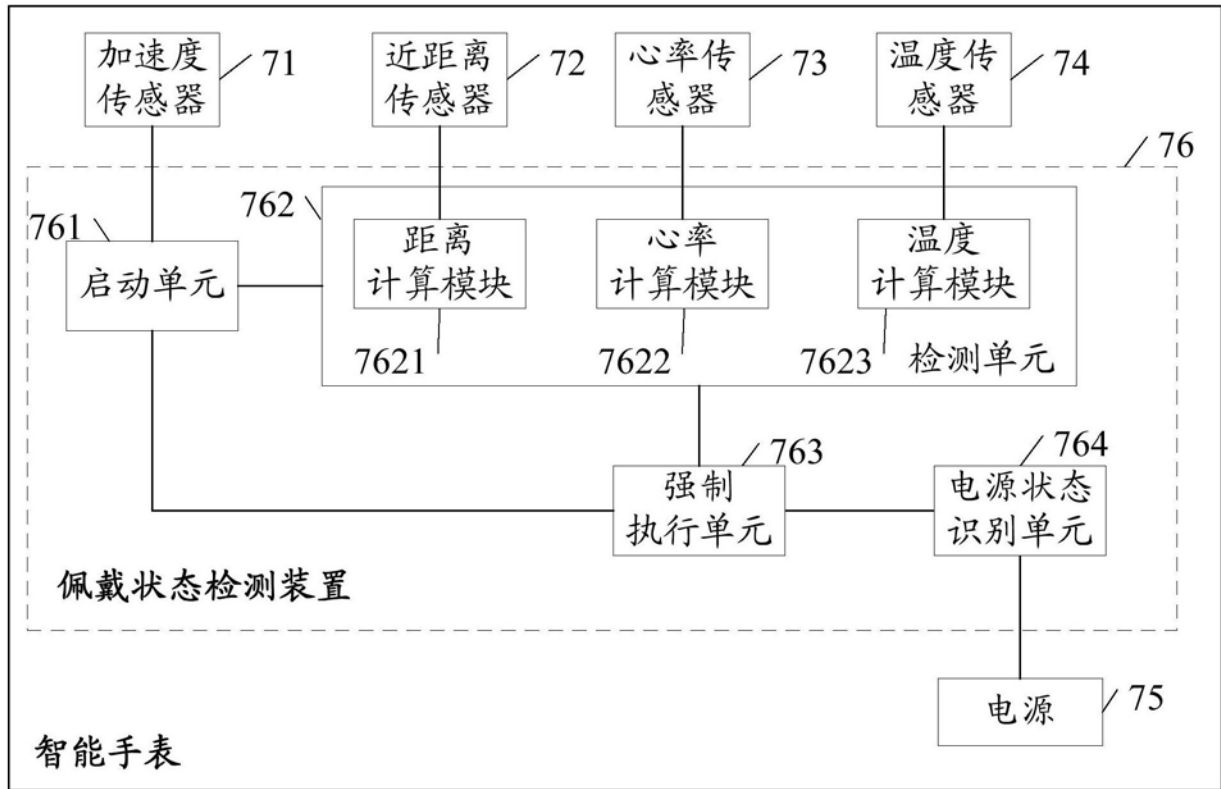 加速度
传感器
71
近距离
传感器
72
心率传
感器
73
温度传
感器
74
76
761
启动单元
762
距离
计算模块
7621
心率
计算模块
7622
温度
计算模块
7623
检测单元
强制
执行单元
763
电源状态
识别单元
764
佩戴状态检测装置
电源
75
智能手表